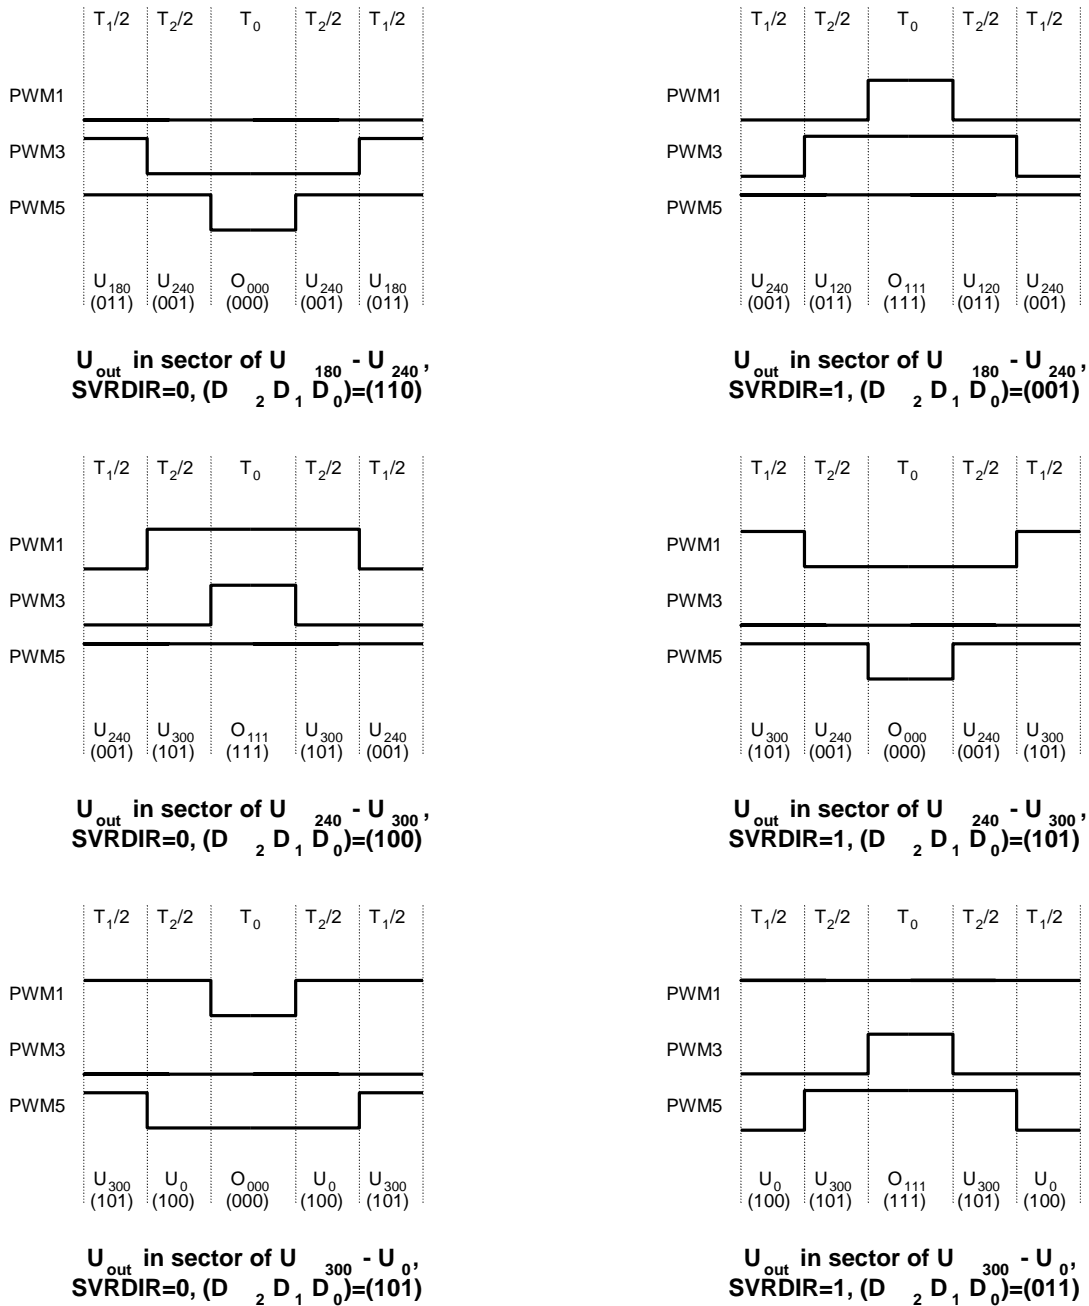 T1/2 T2/2 T0 T2/2 T1/2
PWM1
PWM3
PWM5
U180 U240 O000 U240 U180
(011) (001) (000) (001) (011)
Uout in sector of U180 - U240,
SVRDIR=0, (D2 D1 D0)=(110)
T1/2 T2/2 T0 T2/2 T1/2
PWM1
PWM3
PWM5
U240 U120 O111 U120 U240
(001) (011) (111) (011) (001)
Uout in sector of U180 - U240,
SVRDIR=1, (D2 D1 D0)=(001)
T1/2 T2/2 T0 T2/2 T1/2
PWM1
PWM3
PWM5
U240 U300 O111 U300 U240
(001) (101) (111) (101) (001)
Uout in sector of U240 - U300,
SVRDIR=0, (D2 D1 D0)=(100)
T1/2 T2/2 T0 T2/2 T1/2
PWM1
PWM3
PWM5
U300 U240 O000 U240 U300
(101) (001) (000) (001) (101)
Uout in sector of U240 - U300,
SVRDIR=1, (D2 D1 D0)=(101)
T1/2 T2/2 T0 T2/2 T1/2
PWM1
PWM3
PWM5
U300 U0 O000 U0 U300
(101) (100) (000) (100) (101)
Uout in sector of U300 - U0,
SVRDIR=0, (D2 D1 D0)=(101)
T1/2 T2/2 T0 T2/2 T1/2
PWM1
PWM3
PWM5
U0 U300 O111 U300 U0
(100) (101) (111) (101) (100)
Uout in sector of U300 - U0,
SVRDIR=1, (D2 D1 D0)=(011)